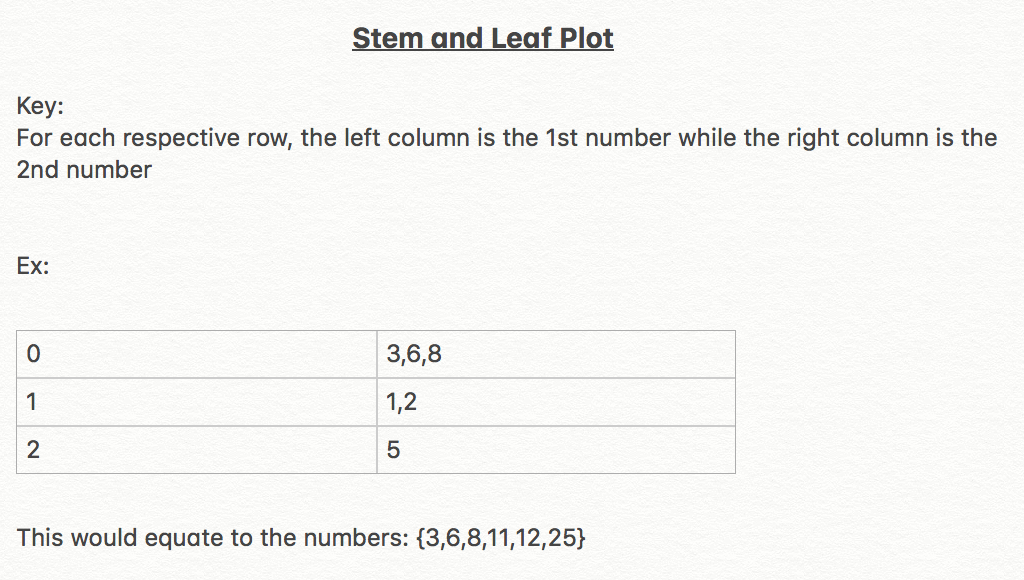 Stem and Leaf Plot
Key:
For each respective row, the left column is the 1st number while the right column is the
2nd number
Ex:
0 3,6,8
1 1,2
2 5
This would equate to the numbers: {3,6,8,11,12,25}